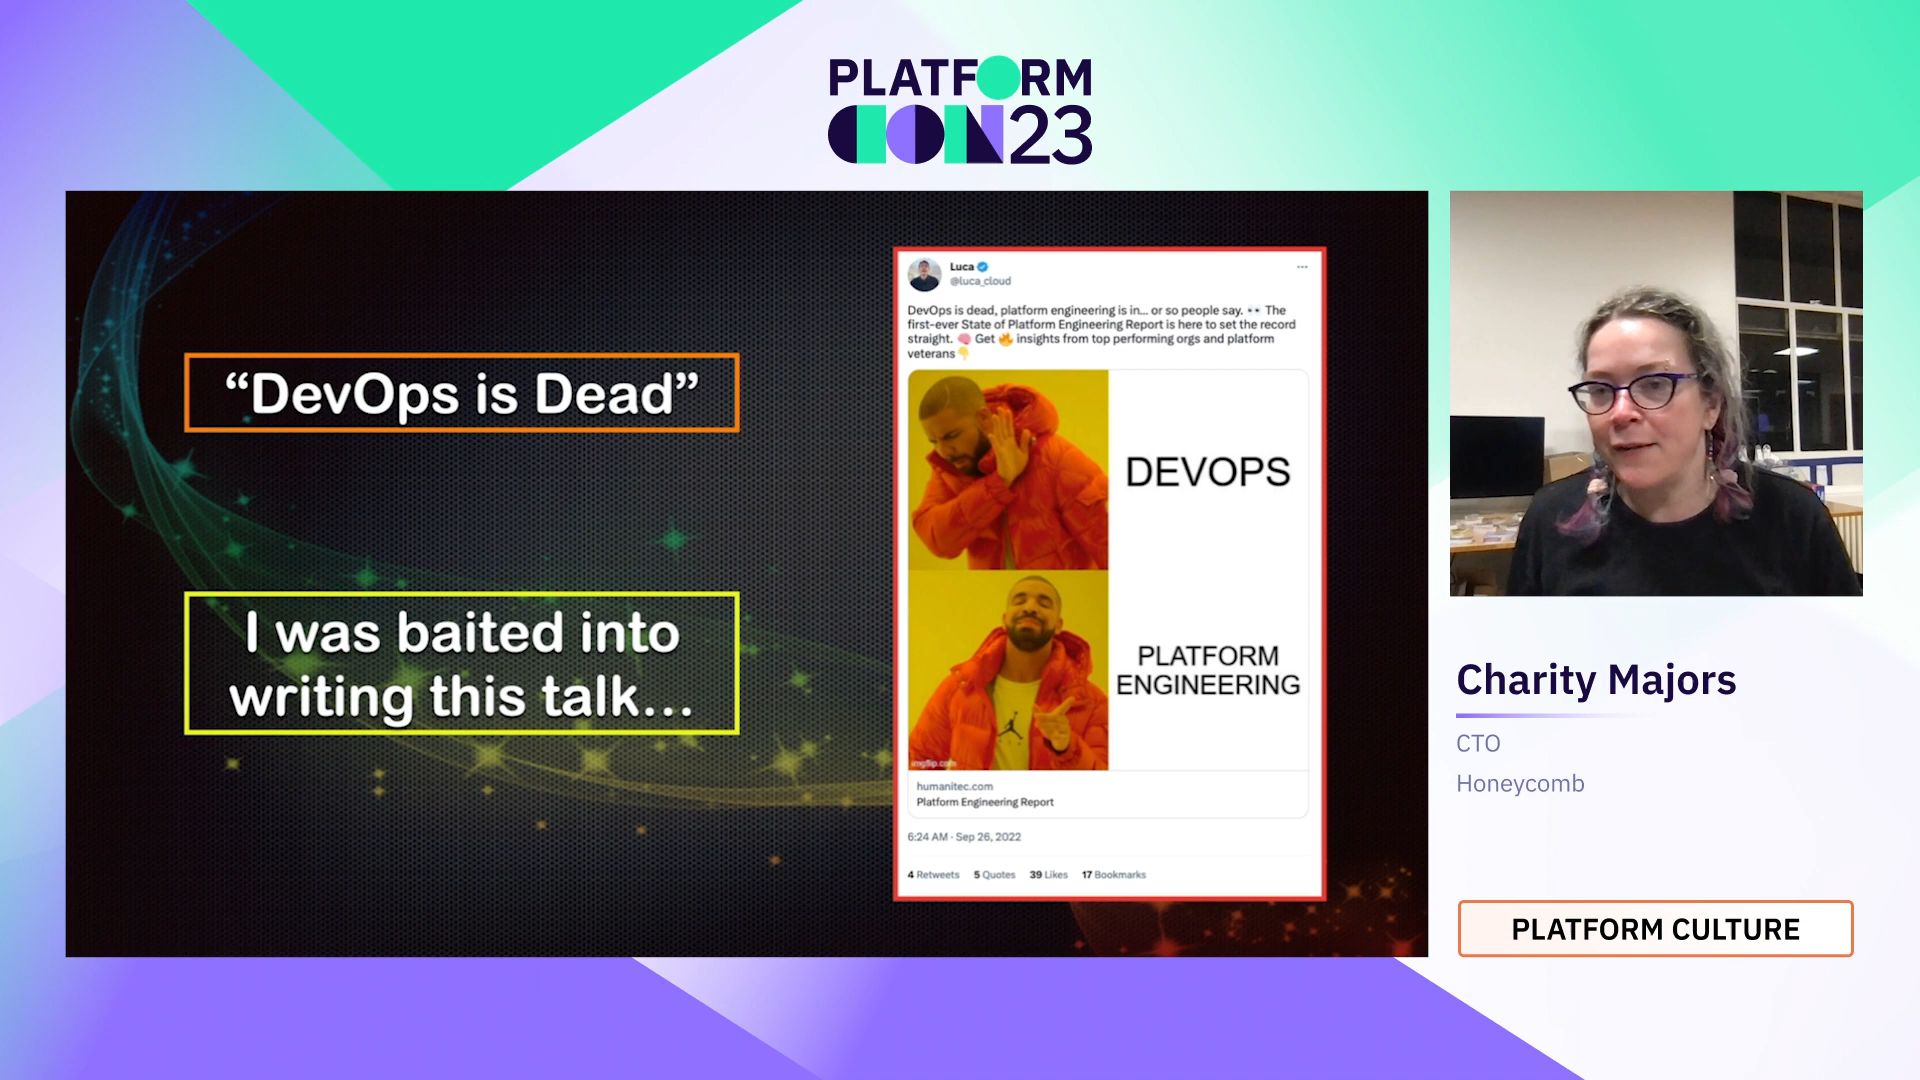 PLATFORM
CON23
“DevOps is Dead”
I was baited into
writing this talk...
Luca
@luca_cloud
DevOps is dead, platform engineering is in... or so people say. 👀 The
first-ever State of Platform Engineering Report is here to set the record
straight. 🧠 Get 🔥 insights from top performing orgs and platform
veterans 👇
DEVOPS
PLATFORM
ENGINEERING
imgflip.com
humanitec.com
Platform Engineering Report
6:24 AM · Sep 26, 2022
4 Retweets 5 Quotes 39 Likes 17 Bookmarks
Charity Majors
CTO
Honeycomb
PLATFORM CULTURE